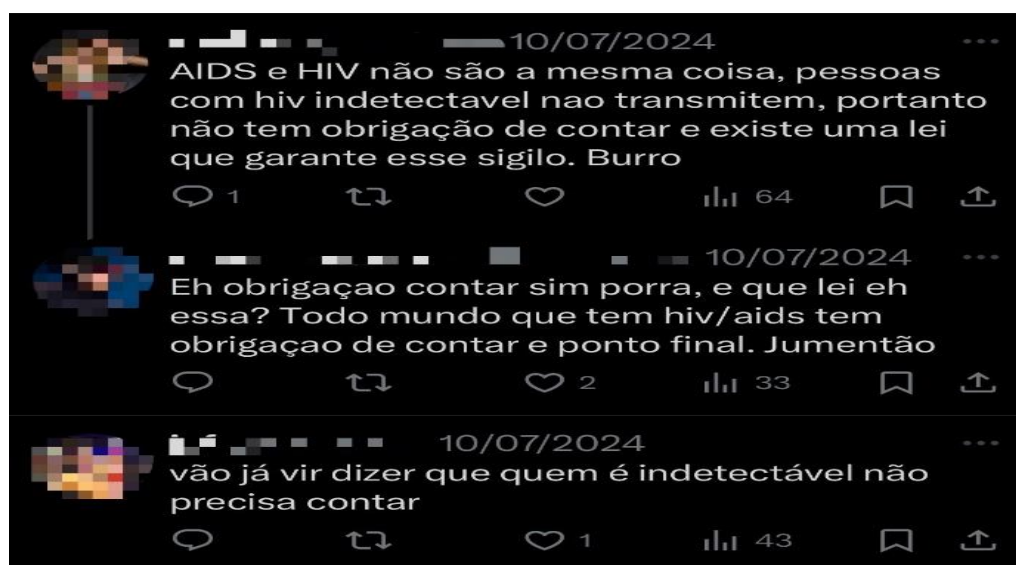 10/07/2024
AIDS e HIV não são a mesma coisa, pessoas
com hiv indetectavel nao transmitem, portanto
não tem obrigação de contar e existe uma lei
que garante esse sigilo. Burro
1 64
10/07/2024
Eh obrigaçao contar sim porra, e que lei eh
essa? Todo mundo que tem hiv/aids tem
obrigaçao de contar e ponto final. Jumentão
2 33
10/07/2024
vão já vir dizer que quem é indetectável não
precisa contar
1 43